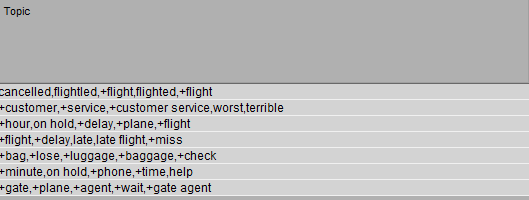 Topic
cancelled,flightled,+flight,flighted,+flight
+customer,+service,+customer service,worst,terrible
+hour,on hold,+delay,+plane,+flight
+flight,+delay,late,late flight,+miss
+bag,+lose,+luggage,+baggage,+check
+minute,on hold,+phone,+time,help
+gate,+plane,+agent,+wait,+gate agent